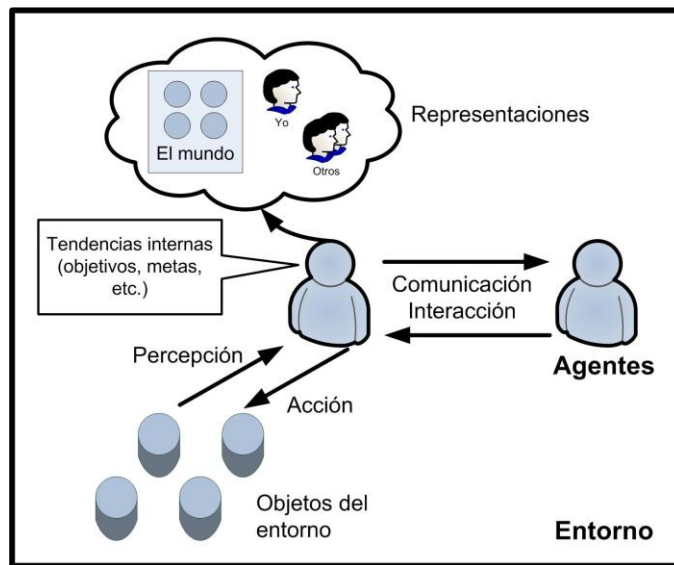 Yo
Otros
El mundo
Representaciones
Tendencias internas
(objetivos, metas,
etc.)
Comunicación
Interacción
Agentes
Percepción
Acción
Objetos del
entorno
Entorno